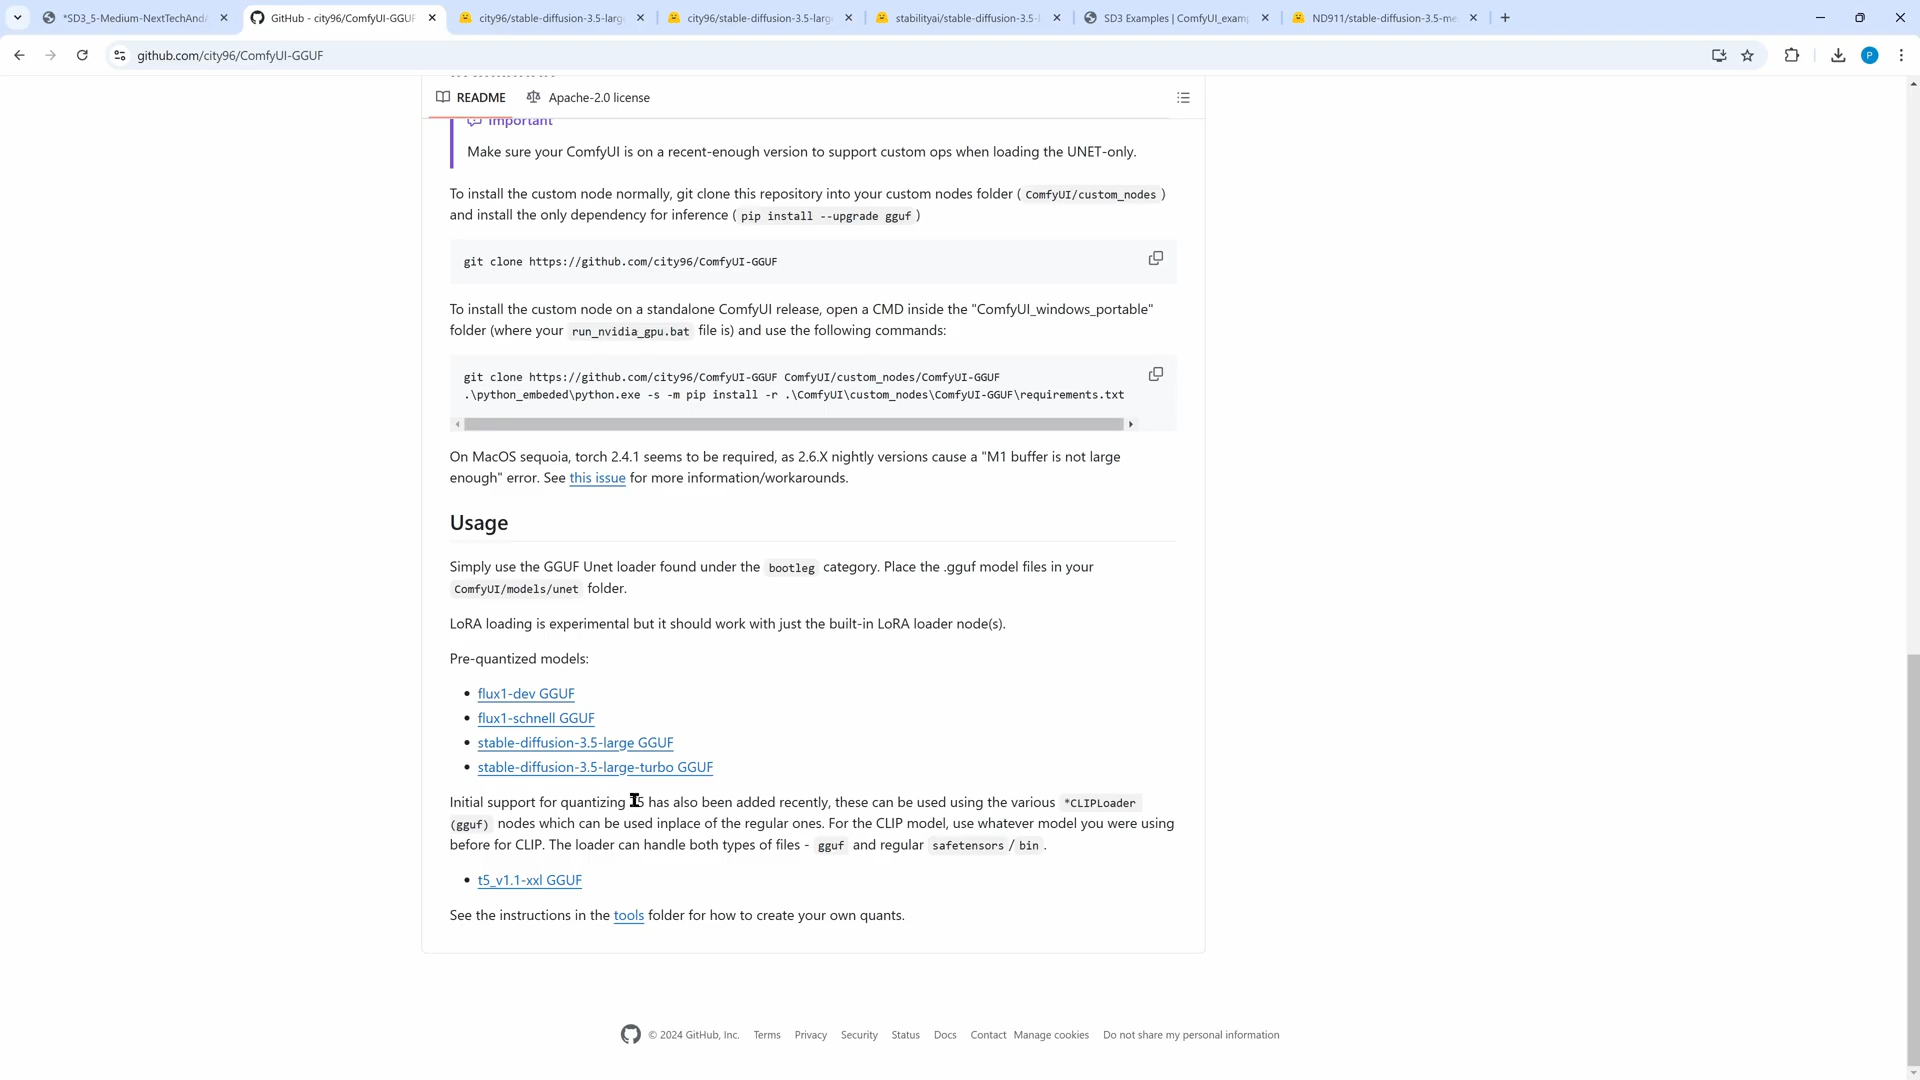 *SD3_5-Medium-NextTechAndA
GitHub - city96/ComfyUI-GGUF
city96/stable-diffusion-3.5-larg
city96/stable-diffusion-3.5-larg
stabilityai/stable-diffusion-3.5-l
SD3 Examples | ComfyUI_examp
ND911/stable-diffusion-3.5-me
github.com/city96/ComfyUI-GGUF
P
README
Apache-2.0 license
Important
Make sure your ComfyUI is on a recent-enough version to support custom ops when loading the UNET-only.
To install the custom node normally, git clone this repository into your custom nodes folder ( ComfyUI/custom_nodes )
and install the only dependency for inference ( pip install --upgrade gguf )
git clone https://github.com/city96/ComfyUI-GGUF
To install the custom node on a standalone ComfyUI release, open a CMD inside the "ComfyUI_windows_portable"
folder (where your run_nvidia_gpu.bat file is) and use the following commands:
git clone https://github.com/city96/ComfyUI-GGUF ComfyUI/custom_nodes/ComfyUI-GGUF
.\python_embeded\python.exe -s -m pip install -r .\ComfyUI\custom_nodes\ComfyUI-GGUF\requirements.txt
On MacOS sequoia, torch 2.4.1 seems to be required, as 2.6.X nightly versions cause a "M1 buffer is not large
enough" error. See this issue for more information/workarounds.
Usage
Simply use the GGUF Unet loader found under the bootleg category. Place the .gguf model files in your
ComfyUI/models/unet folder.
LoRA loading is experimental but it should work with just the built-in LoRA loader node(s).
Pre-quantized models:
flux1-dev GGUF
flux1-schnell GGUF
stable-diffusion-3.5-large GGUF
stable-diffusion-3.5-large-turbo GGUF
Initial support for quantizing has also been added recently, these can be used using the various *CLIPLoader
(gguf) nodes which can be used inplace of the regular ones. For the CLIP model, use whatever model you were using
before for CLIP. The loader can handle both types of files - gguf and regular safetensors / bin .
t5_v1.1-xxl GGUF
See the instructions in the tools folder for how to create your own quants.
© 2024 GitHub, Inc. Terms Privacy Security Status Docs Contact Manage cookies Do not share my personal information